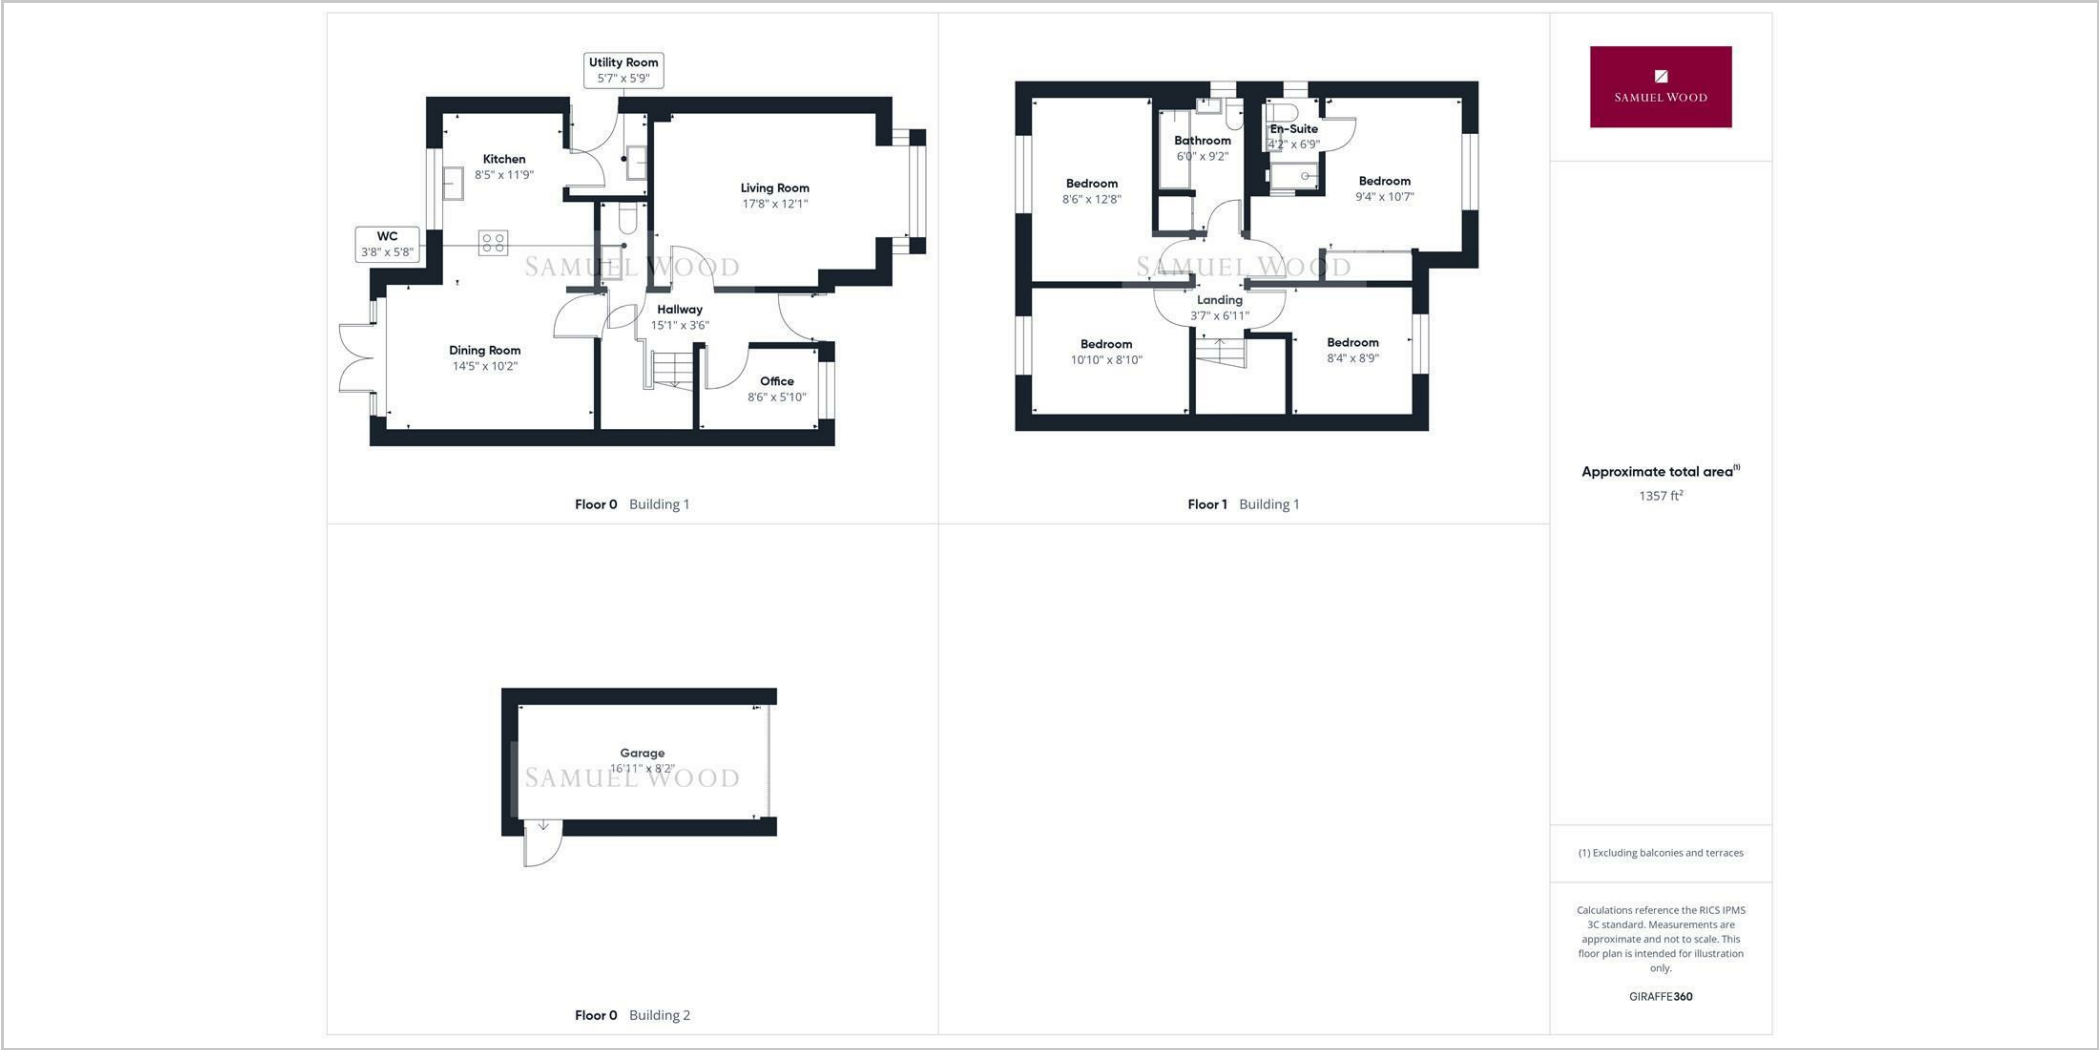 Utility Room
5'7" x 5'9"
Kitchen
8'5" x 11'9"
Living Room
17'8" x 12'1"
WC
3'8" x 5'8"
SAMUEL WOOD
Hallway
15'1" x 3'6"
Dining Room
14'5" x 10'2"
Office
8'6" x 5'10"
Floor 0 Building 1
Bathroom
6'0" x 9'2"
En-Suite
4'2" x 6'9"
Bedroom
8'6" x 12'8"
Bedroom
9'4" x 10'7"
SAMUEL WOOD
Landing
3'7" x 6'11"
Bedroom
10'10" x 8'10"
Bedroom
8'4" x 8'9"
Floor 1 Building 1
Garage
16'11" x 8'2"
SAMUEL WOOD
Floor 0 Building 2
SAMUEL WOOD
Approximate total area(1)
1357 ft²
(1) Excluding balconies and terraces
Calculations reference the RICS IPMS
3C standard. Measurements are
approximate and not to scale. This
floor plan is intended for illustration
only.
GIRAFFE360